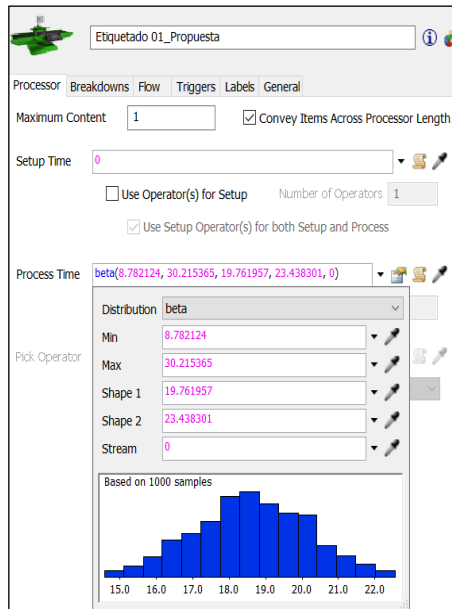 Etiquetado 01_Propuesta
Processor Breakdowns Flow Triggers Labels General
Maximum Content 1 Convey Items Across Processor Length
Setup Time 0
Use Operator(s) for Setup Number of Operators 1
Use Setup Operator(s) for both Setup and Process
Process Time beta(8.782124, 30.215365, 19.761957, 23.438301, 0)
Distribution beta
Min 8.782124
Pick Operator
Max 30.215365
Shape 1 19.761957
Shape 2 23.438301
Stream 0
Based on 1000 samples
15.0 16.0 17.0 18.0 19.0 20.0 21.0 22.0